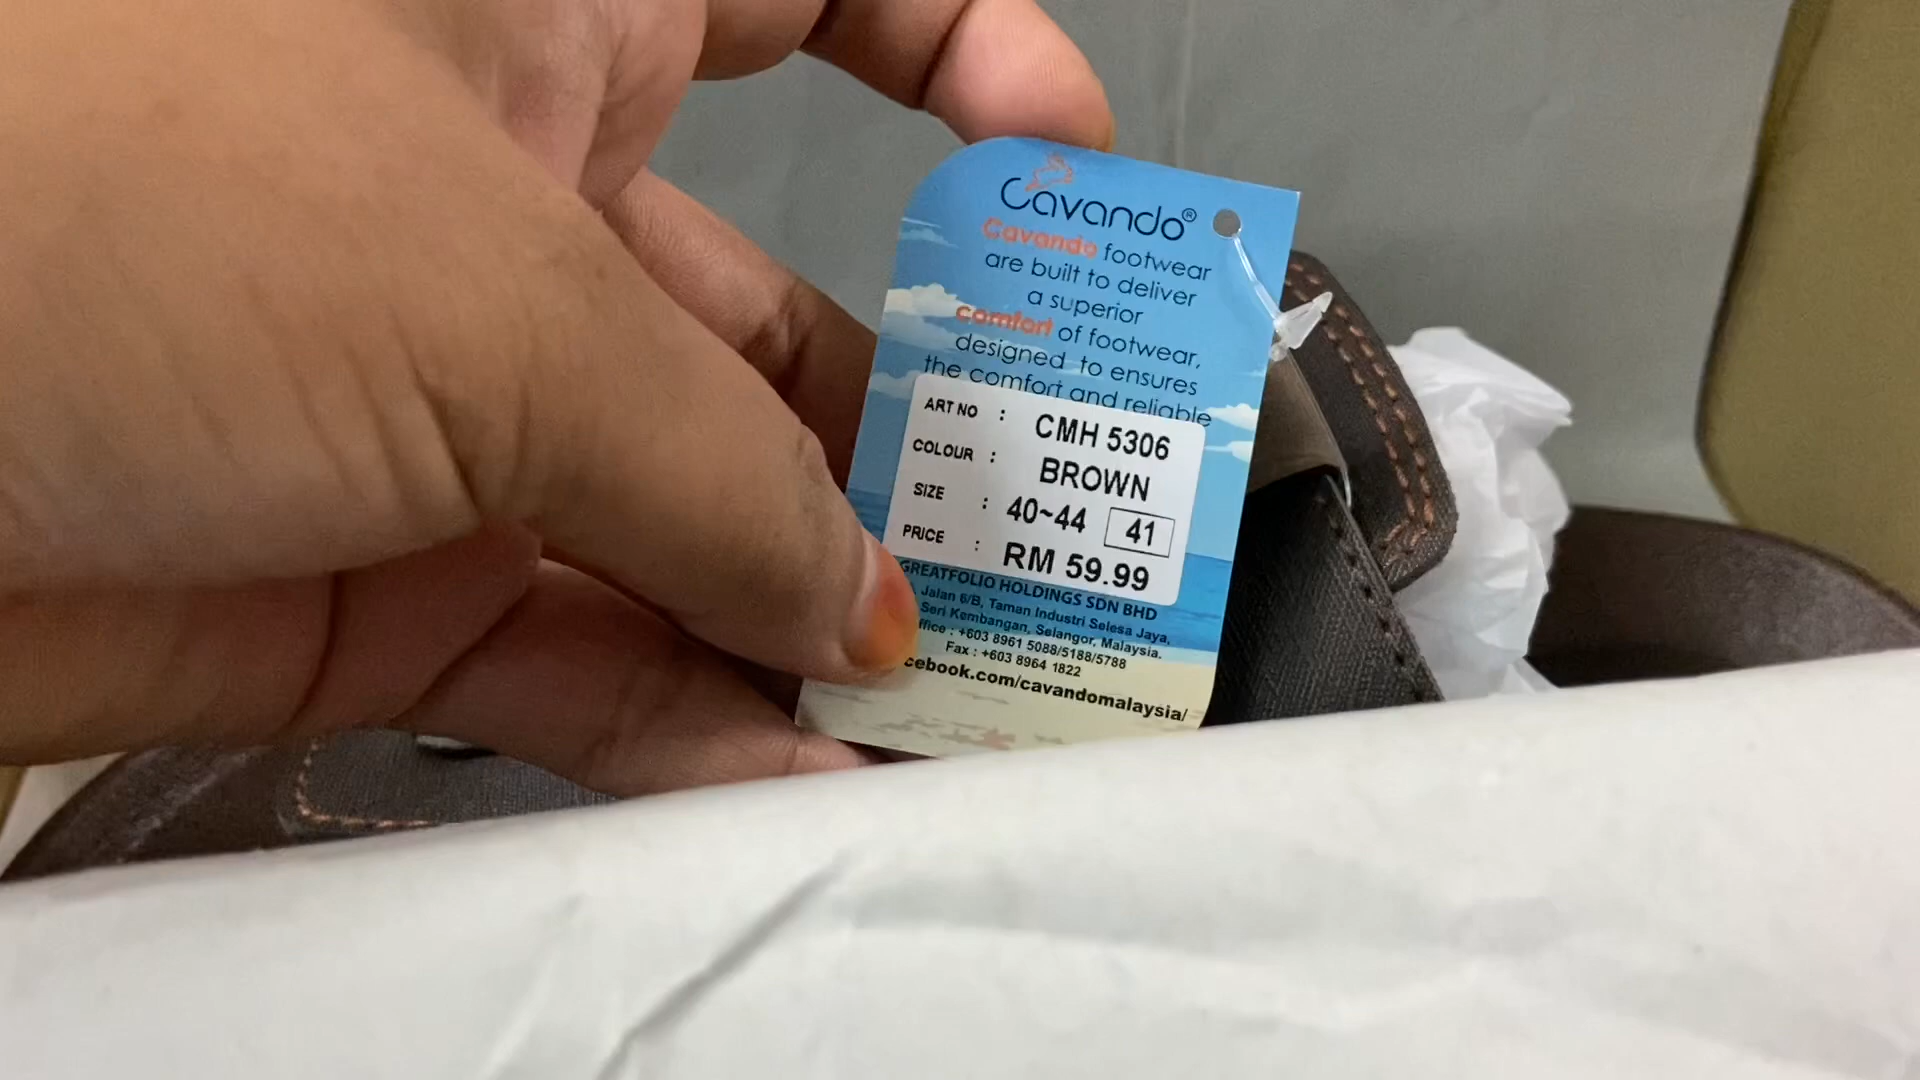 Cavando®
Cavando footwear
are built to deliver
a superior
comfort of footwear,
designed to ensures
the comfort and reliable
ART NO : CMH 5306
COLOUR : BROWN
SIZE : 40~44 41
PRICE : RM 59.99
GREATFOLIO HOLDINGS SDN BHD
Jalan 6/B, Taman Industri Selesa Jaya,
Seri Kembangan, Selangor, Malaysia.
: +603 8961 5088/5188/5788
Fax : +603 8964 1822
cebook.com/cavandomalaysia/